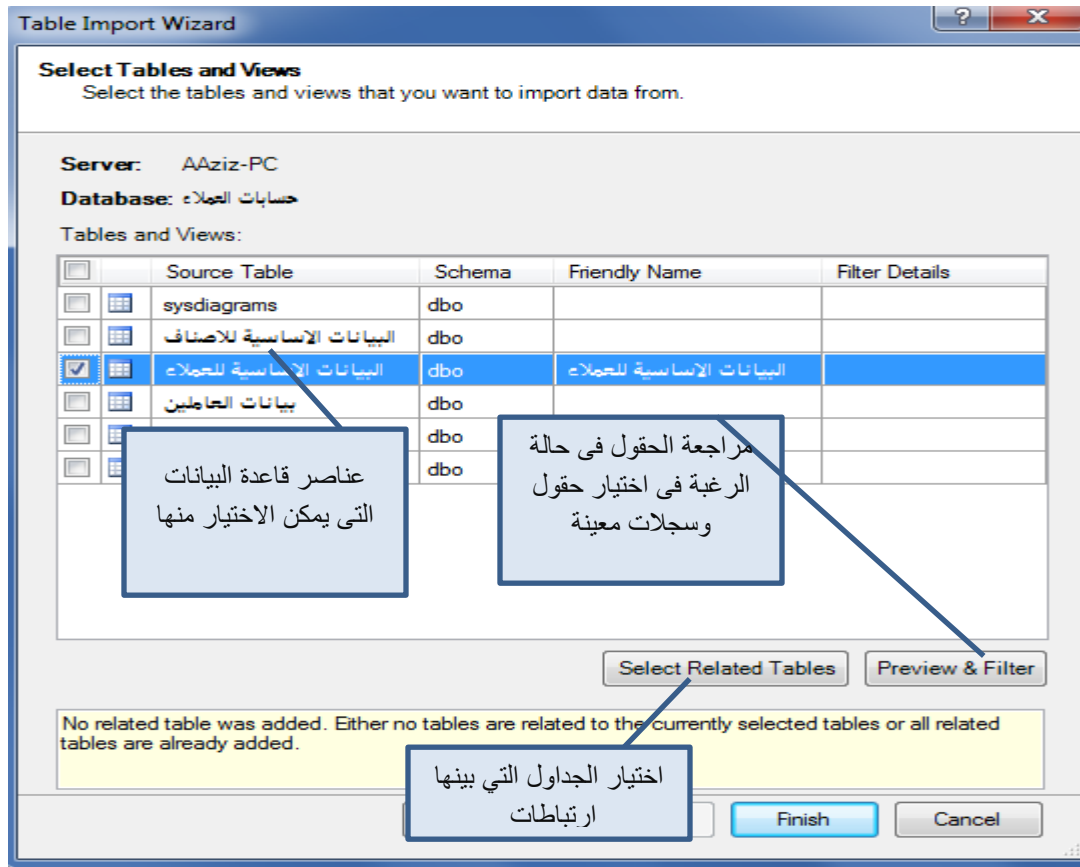 Table Import Wizard
Select Tables and Views
Select the tables and views that you want to import data from.
Server: AAziz-PC
Database: حسابات العملاء
Tables and Views:
Source Table Schema Friendly Name Filter Details
sysdiagrams dbo
البيانات الاساسية للاصناف dbo
البيانات الاساسية للعملاء dbo البيانات الاساسية للعملاء
بيانات العاملين dbo
dbo
dbo
عناصر قاعدة البيانات
التى يمكن الاختيار منها
مراجعة الحقول فى حالة
الرغبة فى اختيار حقول
وسجلات معينة
Select Related Tables Preview & Filter
No related table was added. Either no tables are related to the currently selected tables or all related
tables are already added.
اختيار الجداول التي بينها
ارتباطات
Finish Cancel